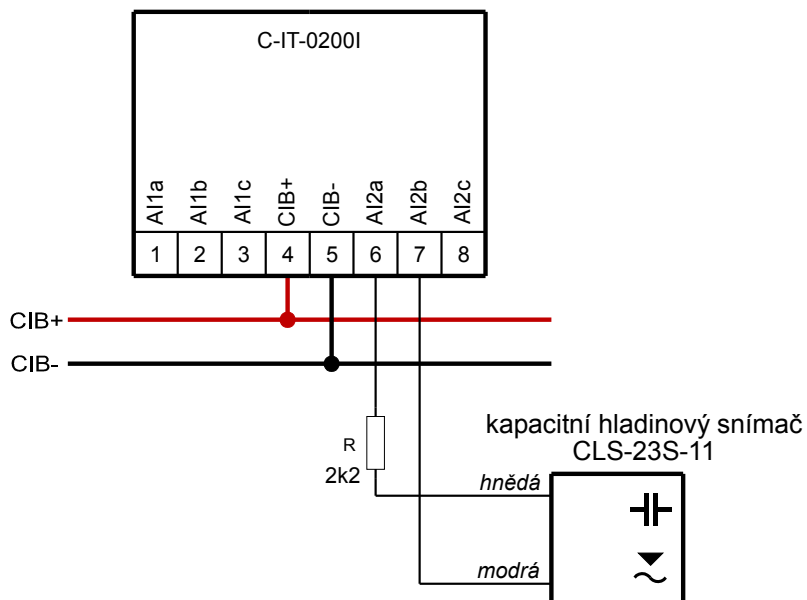 C-IT-0200I
AI1a
AI1b
AI1c
CIB+
CIB-
AI2a
AI2b
AI2c
1 2 3 4 5 6 7 8
CIB+
CIB-
R
2k2
kapacitní hladinový snímač
CLS-23S-11
hnědá
modrá